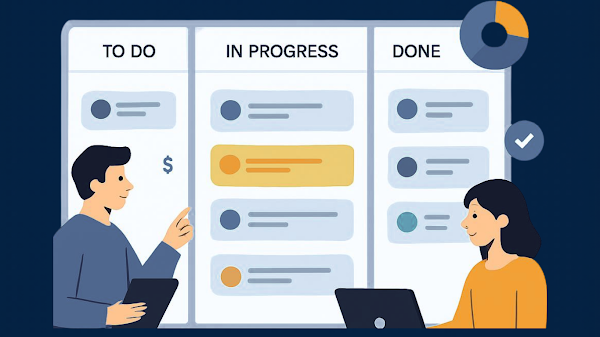 TO DO
IN PROGRESS
DONE
$